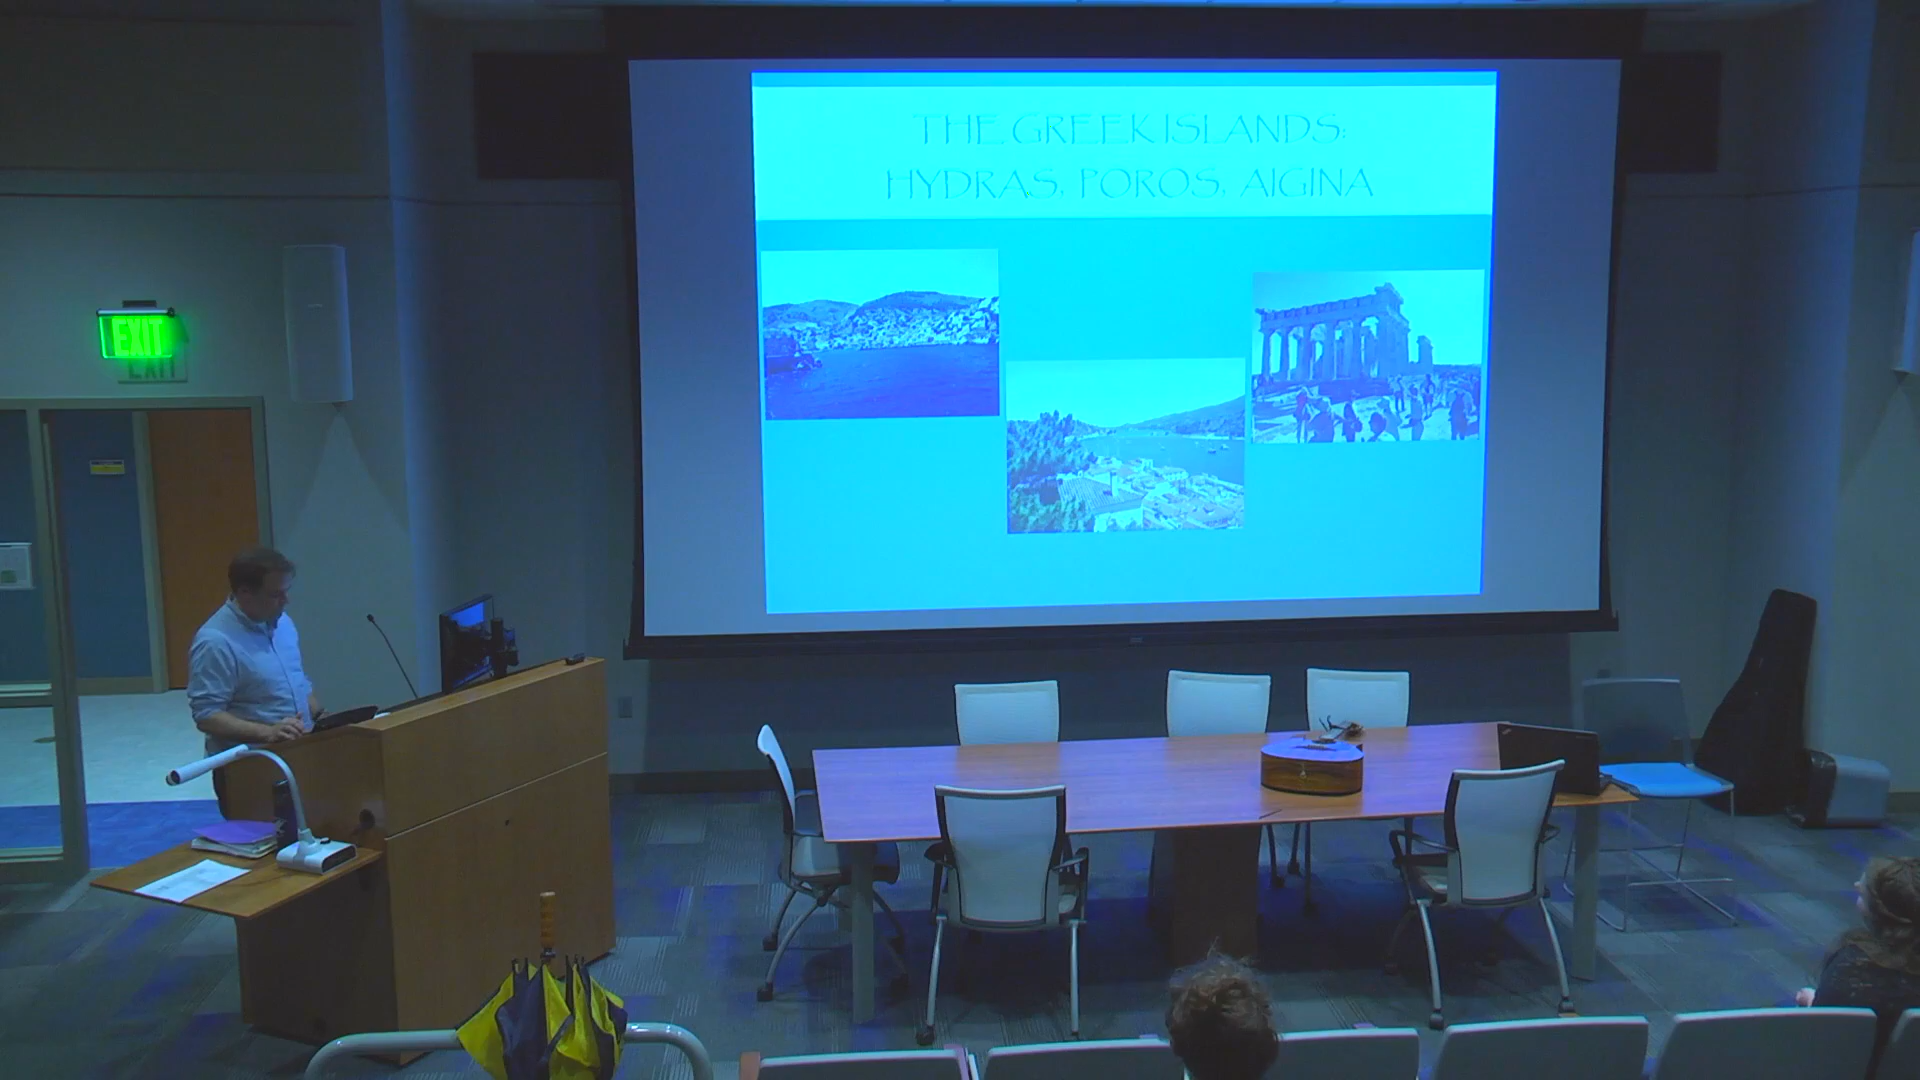 THE GREEK ISLANDS:
HYDRAS, POROS, AIGINA
EXIT